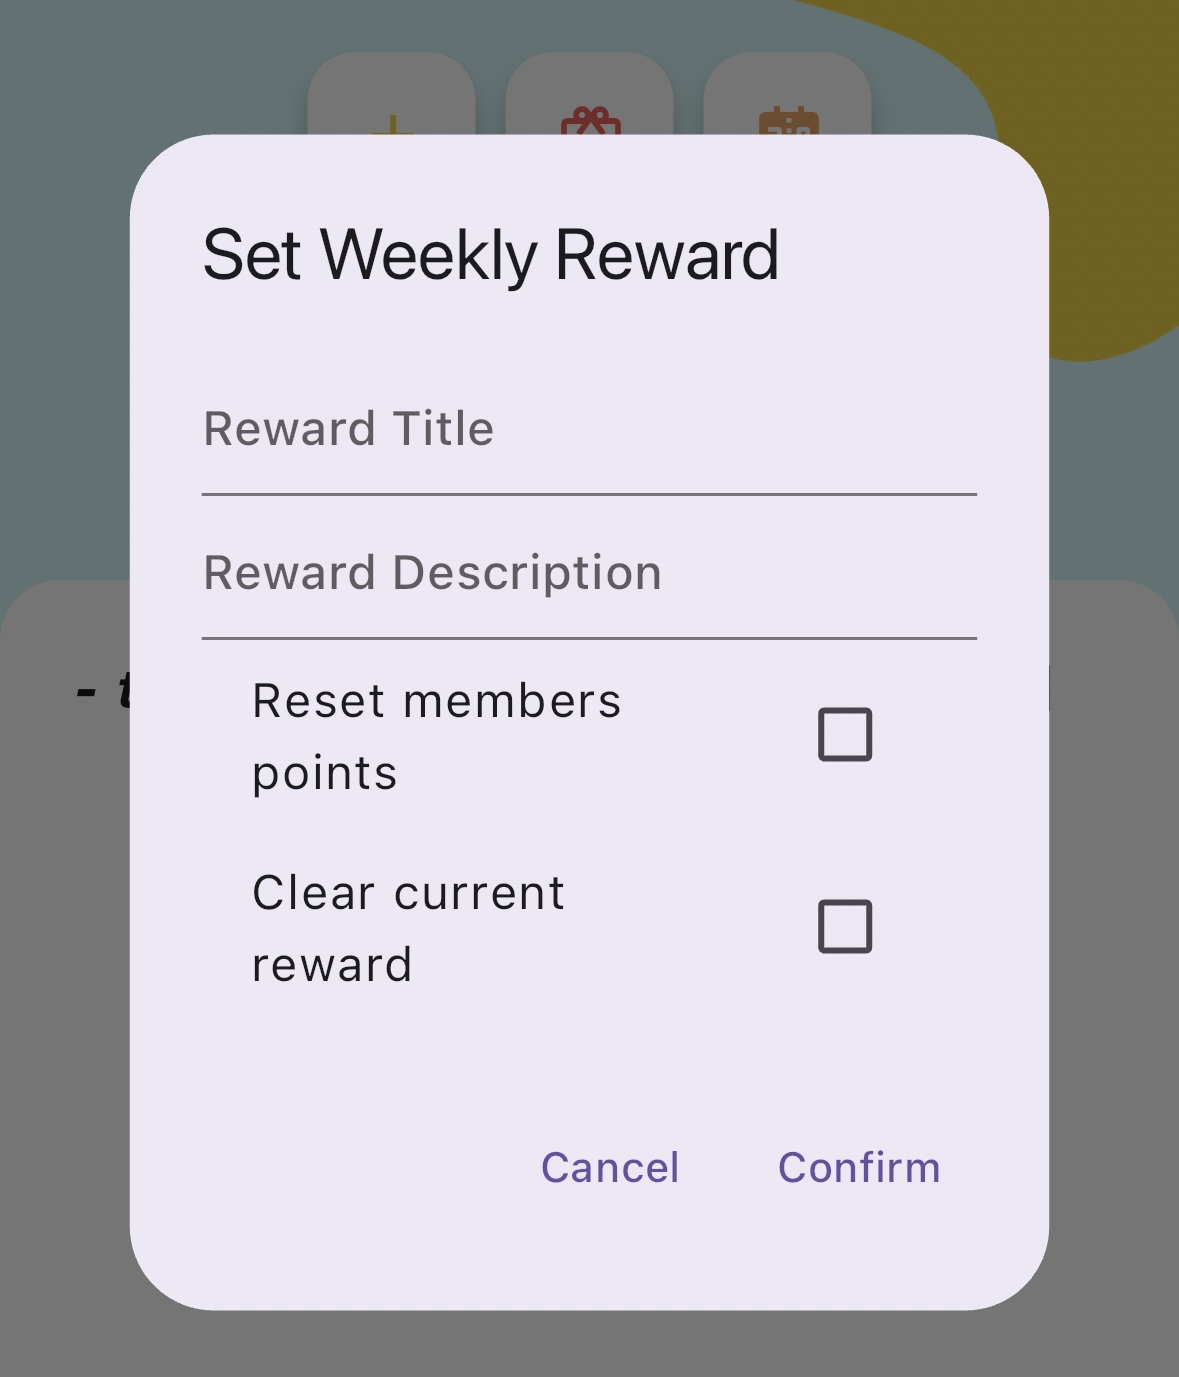 Set Weekly Reward
Reward Title
Reward Description
Reset members
points
Clear current
reward
Cancel
Confirm